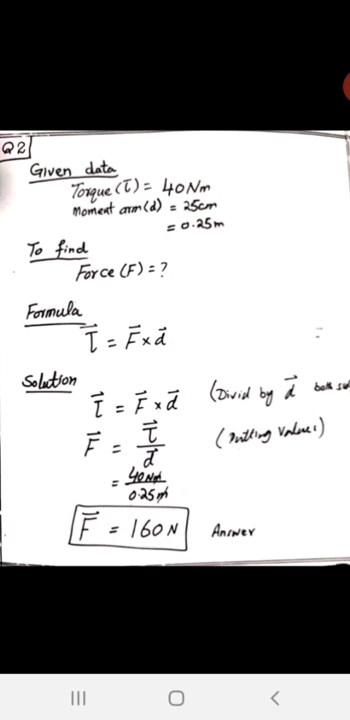 Q2
Given data
Torque (τ) = 40Nm
Moment arm (d) = 25cm
= 0.25m
To find
Force (F) = ?
Formula
τ⃗ = F⃗ × d⃗
Solution
τ⃗ = F⃗ × d⃗ (Divid by d⃗ both
F⃗ = τ⃗/d⃗ (Putting Values)
= 40Nm/0.25m
F⃗ = 160N Answer